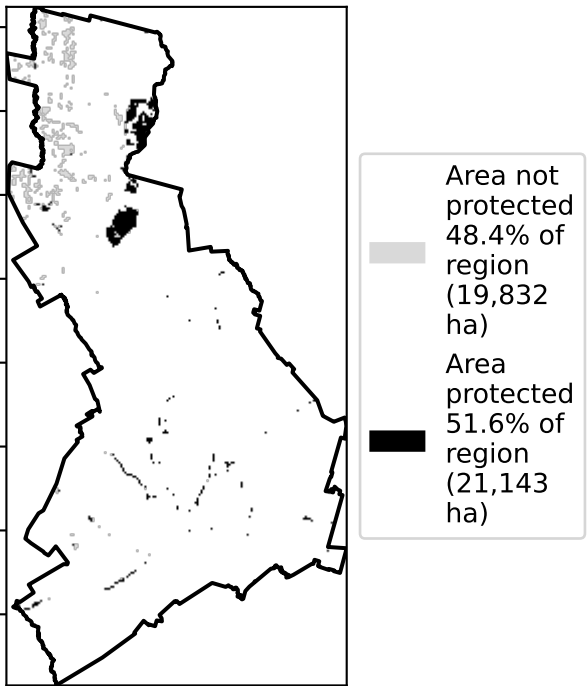 Area not
protected
48.4% of
region
(19,832
ha)
Area
protected
51.6% of
region
(21,143
ha)